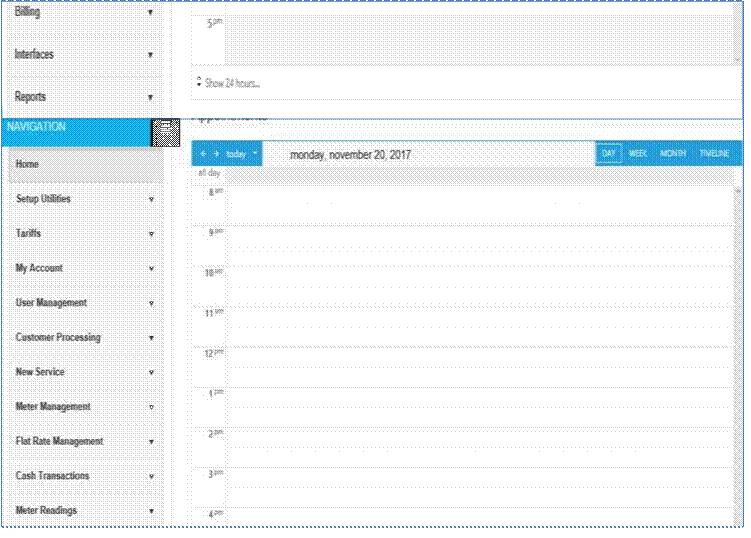 Billing
5 pm
Interfaces
Show 24 hours...
Reports
NAVIGATION
Appointments
today
monday, november 20, 2017
DAY WEEK MONTH TIMELINE
Home
all day
8 am
Setup Utilities
Tariffs
9 am
My Account
10 am
User Management
11 am
Customer Processing
12 pm
New Service
1 pm
Meter Management
2 pm
Flat Rate Management
Cash Transactions
3 pm
Meter Readings
4 pm